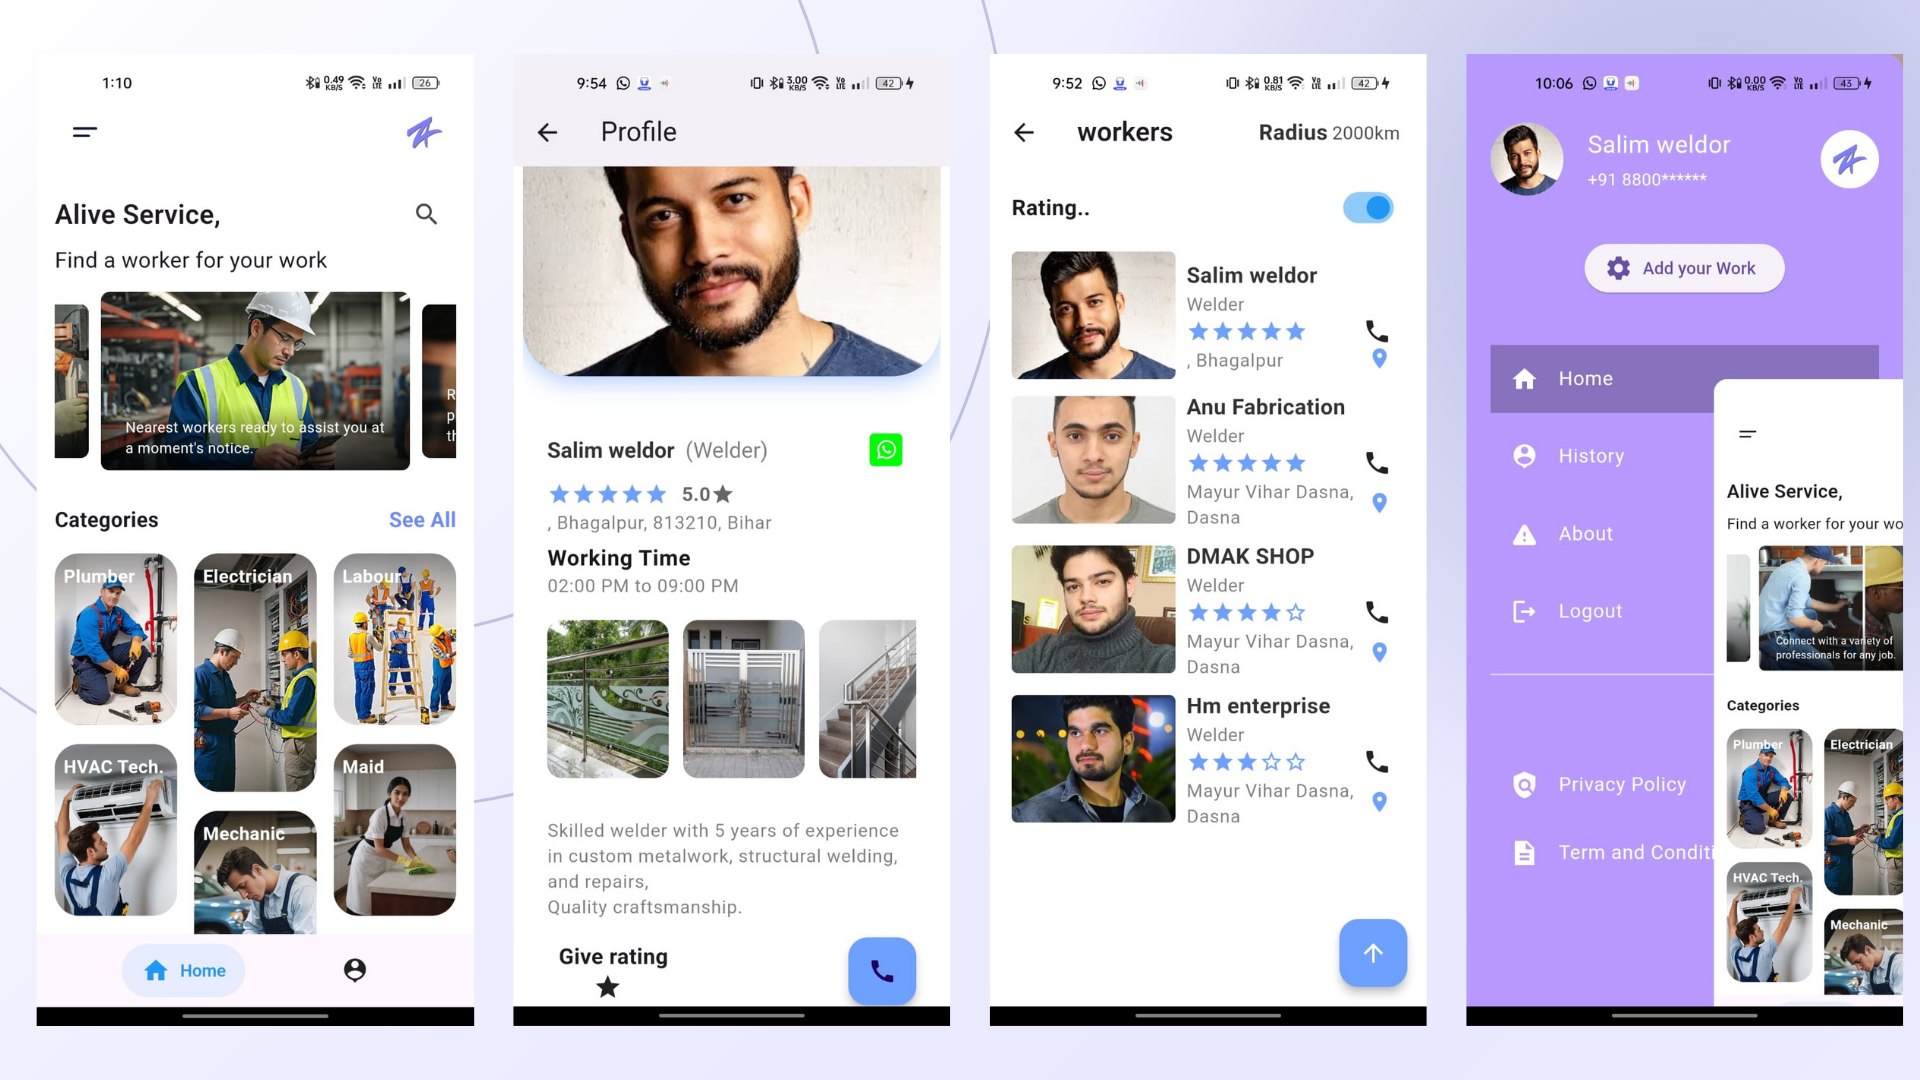 1:10
0.49 KB/S
Vo LTE
26
Alive Service,
Find a worker for your work
Nearest workers ready to assist you at
a moment's notice.
R
p
th
Categories
See All
Plumber
Electrician
Labour
HVAC Tech.
Mechanic
Maid
Home
9:54
3.00 KB/S
Vo LTE
42
Profile
Salim weldor (Welder)
5.0
, Bhagalpur, 813210, Bihar
Working Time
02:00 PM to 09:00 PM
Skilled welder with 5 years of experience
in custom metalwork, structural welding,
and repairs,
Quality craftsmanship.
Give rating
9:52
0.81 KB/S
Vo LTE
42
workers
Radius 2000km
Rating..
Salim weldor
Welder
, Bhagalpur
Anu Fabrication
Welder
Mayur Vihar Dasna,
Dasna
DMAK SHOP
Welder
Mayur Vihar Dasna,
Dasna
Hm enterprise
Welder
Mayur Vihar Dasna,
Dasna
10:06
0.00 KB/S
Vo LTE
43
Salim weldor
+91 8800******
Add your Work
Home
History
About
Logout
Privacy Policy
Term and Conditi
Alive Service,
Find a worker for your wo
Connect with a variety of
professionals for any job.
Categories
Plumber
Electrician
HVAC Tech.
Mechanic